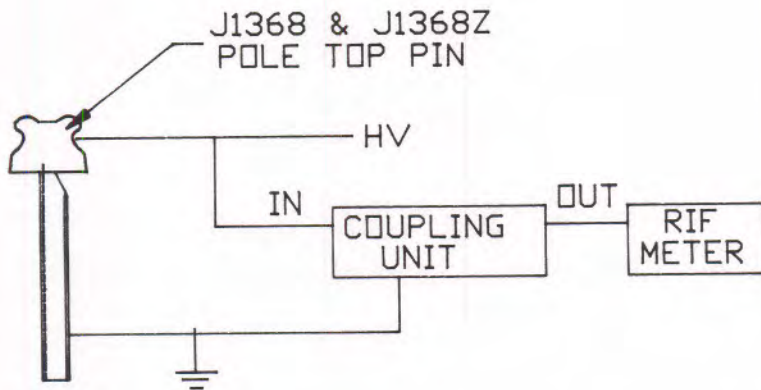 J1368 & J1368Z
POLE TOP PIN
HV
IN
OUT
COUPLING
UNIT
RIF
METER